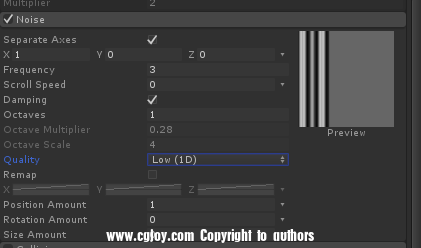 Multiplier 2
Noise
Separate Axes
X 1 Y 0 Z 0
Frequency 3
Scroll Speed 0
Damping
Octaves 1
Octave Multiplier 0.28
Octave Scale 4
Preview
Quality Low (1D)
Remap
X Y Z
Position Amount 1
Rotation Amount 0
Size Amount
www.cgJoy.com Copyright to authors